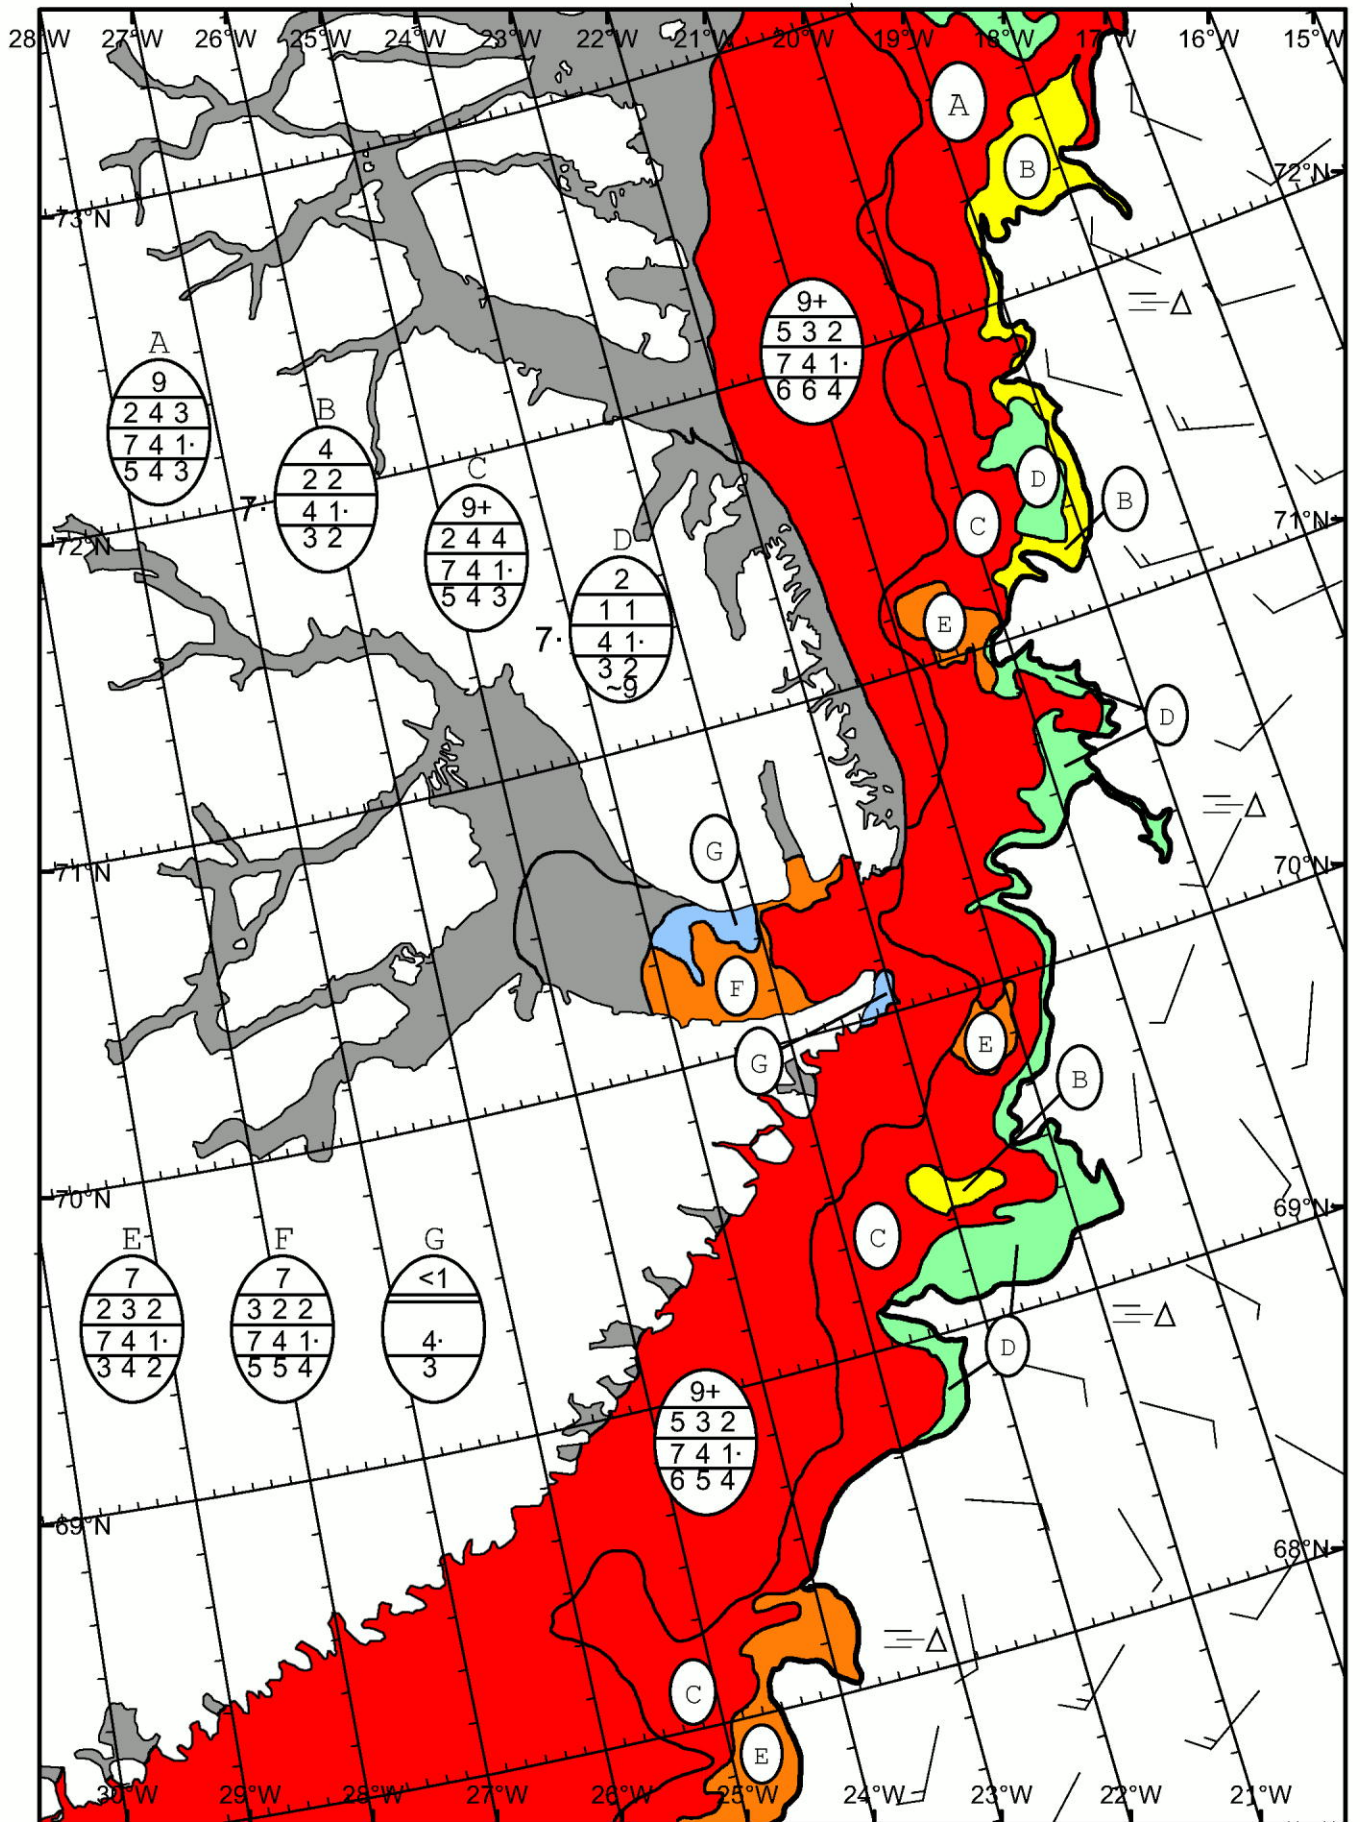 28°W 27°W 26°W 25°W 24°W 23°W 22°W 21°W 20°W 19°W 18°W 17°W 16°W 15°W
A
B
72°N
73°N
9+
5 3 2
7 4 1·
6 6 4
A
9
2 4 3
7 4 1·
5 4 3
B
4
2 2
7· 4 1·
3 2
C
9+
2 4 4
7 4 1·
5 4 3
D
2
1 1
7· 4 1·
3 2
~9
D
B
C
71°N
72°N
E
D
G
70°N
71°N
F
E
G
B
70°N
69°N
C
E
7
2 3 2
7 4 1·
3 4 2
F
7
3 2 2
7 4 1·
5 5 4
G
<1
4·
3
D
9+
5 3 2
7 4 1·
6 5 4
69°N
68°N
C
E
30°W 29°W 28°W 27°W 26°W 25°W 24°W 23°W 22°W 21°W